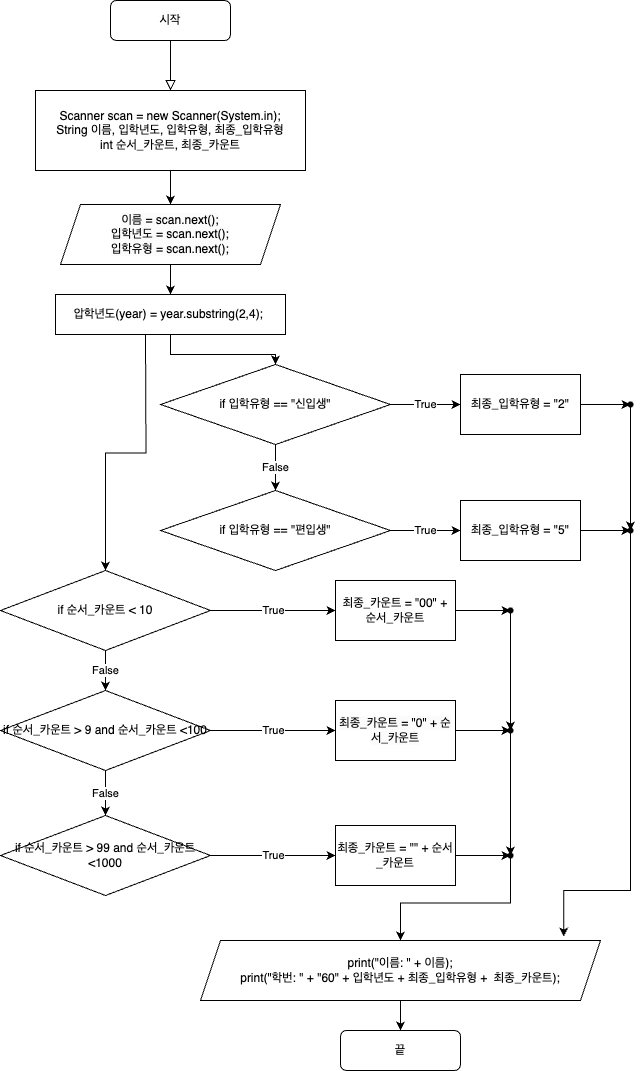 시작
Scanner scan = new Scanner(System.in);
String 이름, 입학년도, 입학유형, 최종_입학유형
int 순서_카운트, 최종_카운트
이름 = scan.next();
입학년도 = scan.next();
입학유형 = scan.next();
압학년도(year) = year.substring(2,4);
if 입학유형 == "신입생"
True
최종_입학유형 = "2"
False
if 입학유형 == "편입생"
True
최종_입학유형 = "5"
if 순서_카운트 < 10
True
최종_카운트 = "00" +
순서_카운트
False
if 순서_카운트 > 9 and 순서_카운트 <100
True
최종_카운트 = "0" + 순
서_카운트
False
if 순서_카운트 > 99 and 순서_카운트
<1000
True
최종_카운트 = "" + 순서
_카운트
print("이름: " + 이름);
print("학번: " + "60" + 입학년도 + 최종_입학유형 + 최종_카운트);
끝